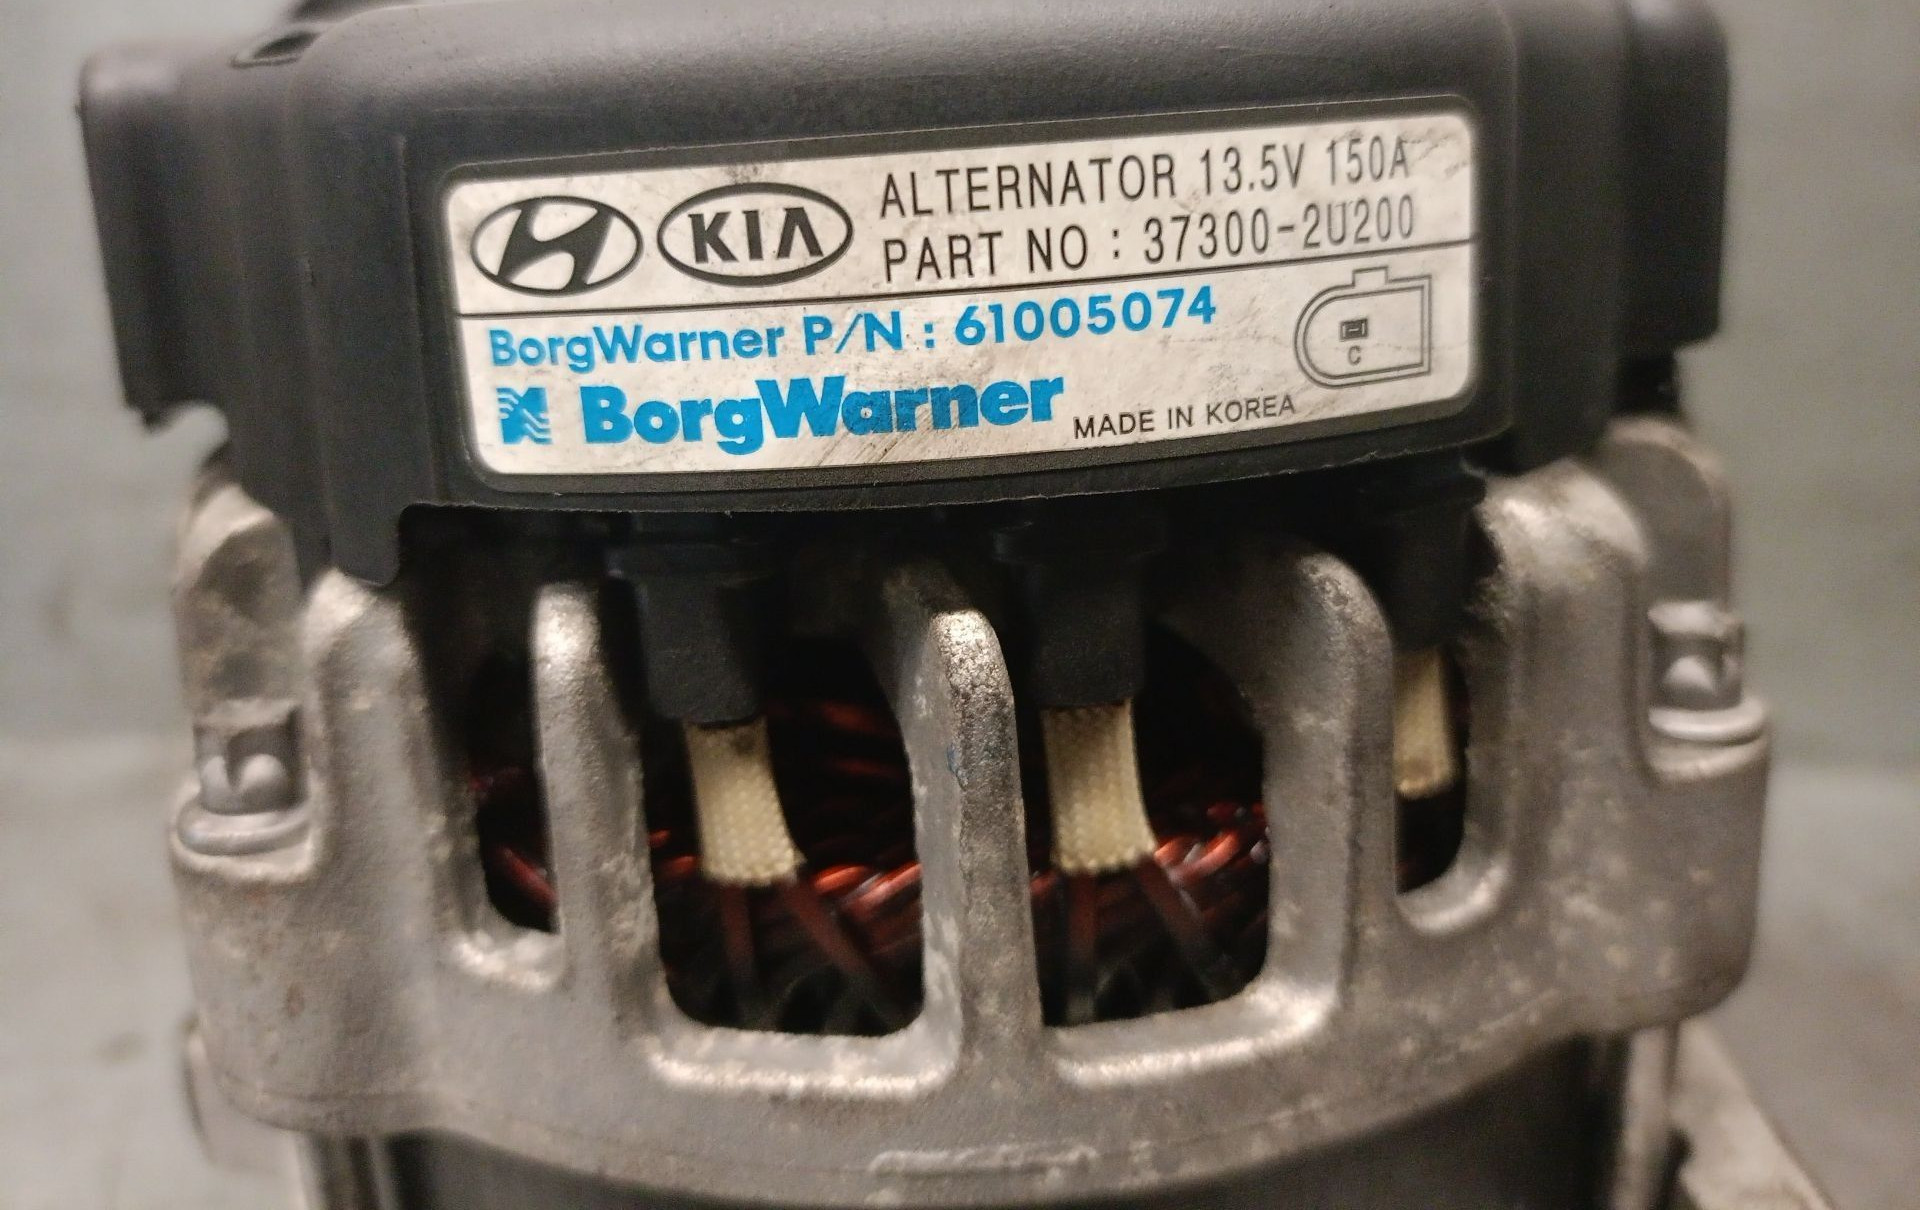 KIA
ALTERNATOR 13.5V 150A
PART NO : 37300-2U200
BorgWarner P/N : 61005074
BorgWarner
MADE IN KOREA
C